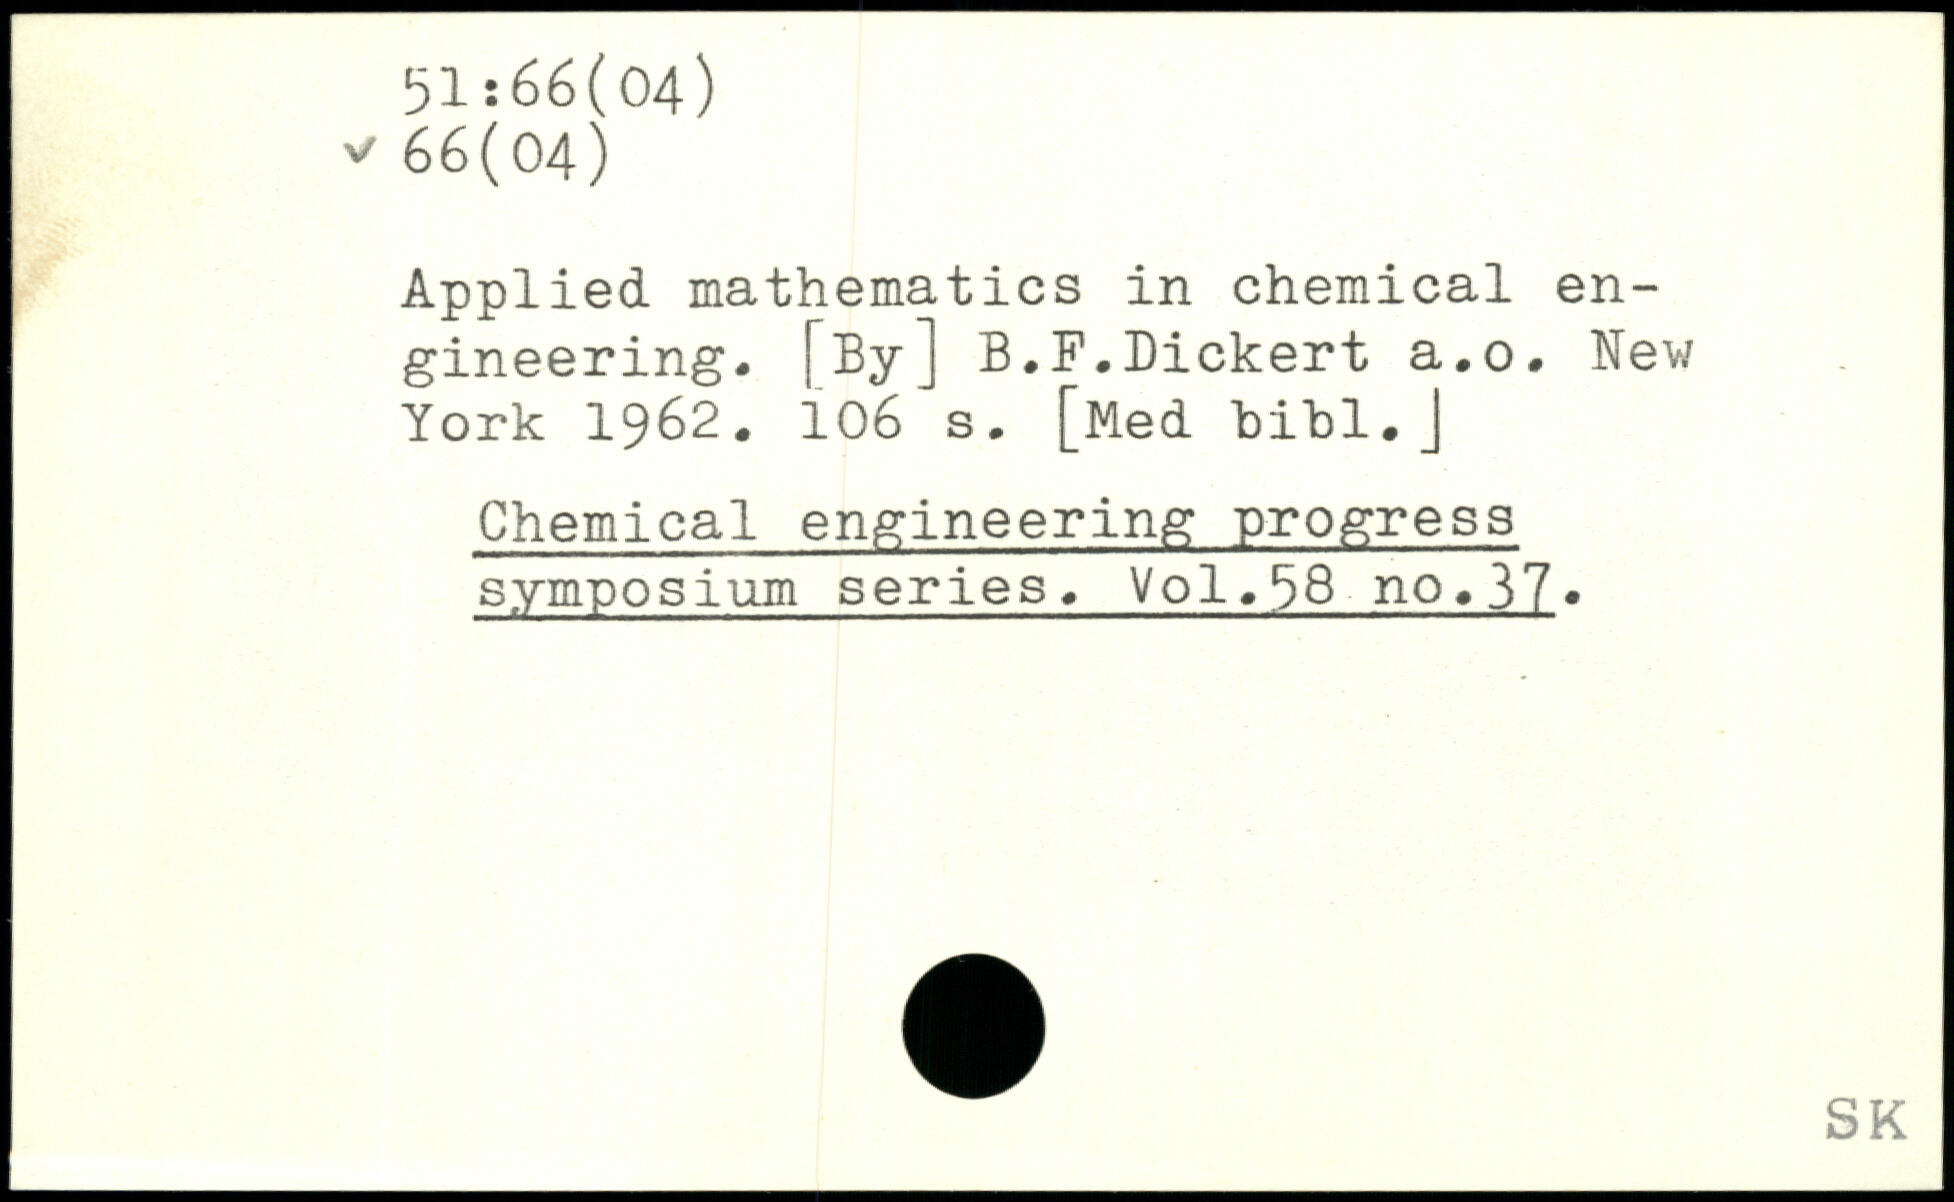 51:66(04)
✓ 66(04)
Applied mathematics in chemical en-
gineering. [By] B.F.Dickert a.o. New
York 1962. 106 s. [Med bibl.]
Chemical engineering progress
symposium series. Vol.58 no.37.
SK